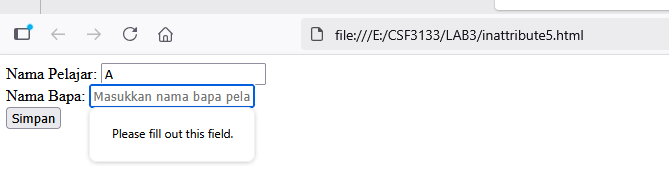 file:///E:/CSF3133/LAB3/inattribute5.html
Nama Pelajar: A
Nama Bapa: Masukkan nama bapa pela
Simpan
Please fill out this field.